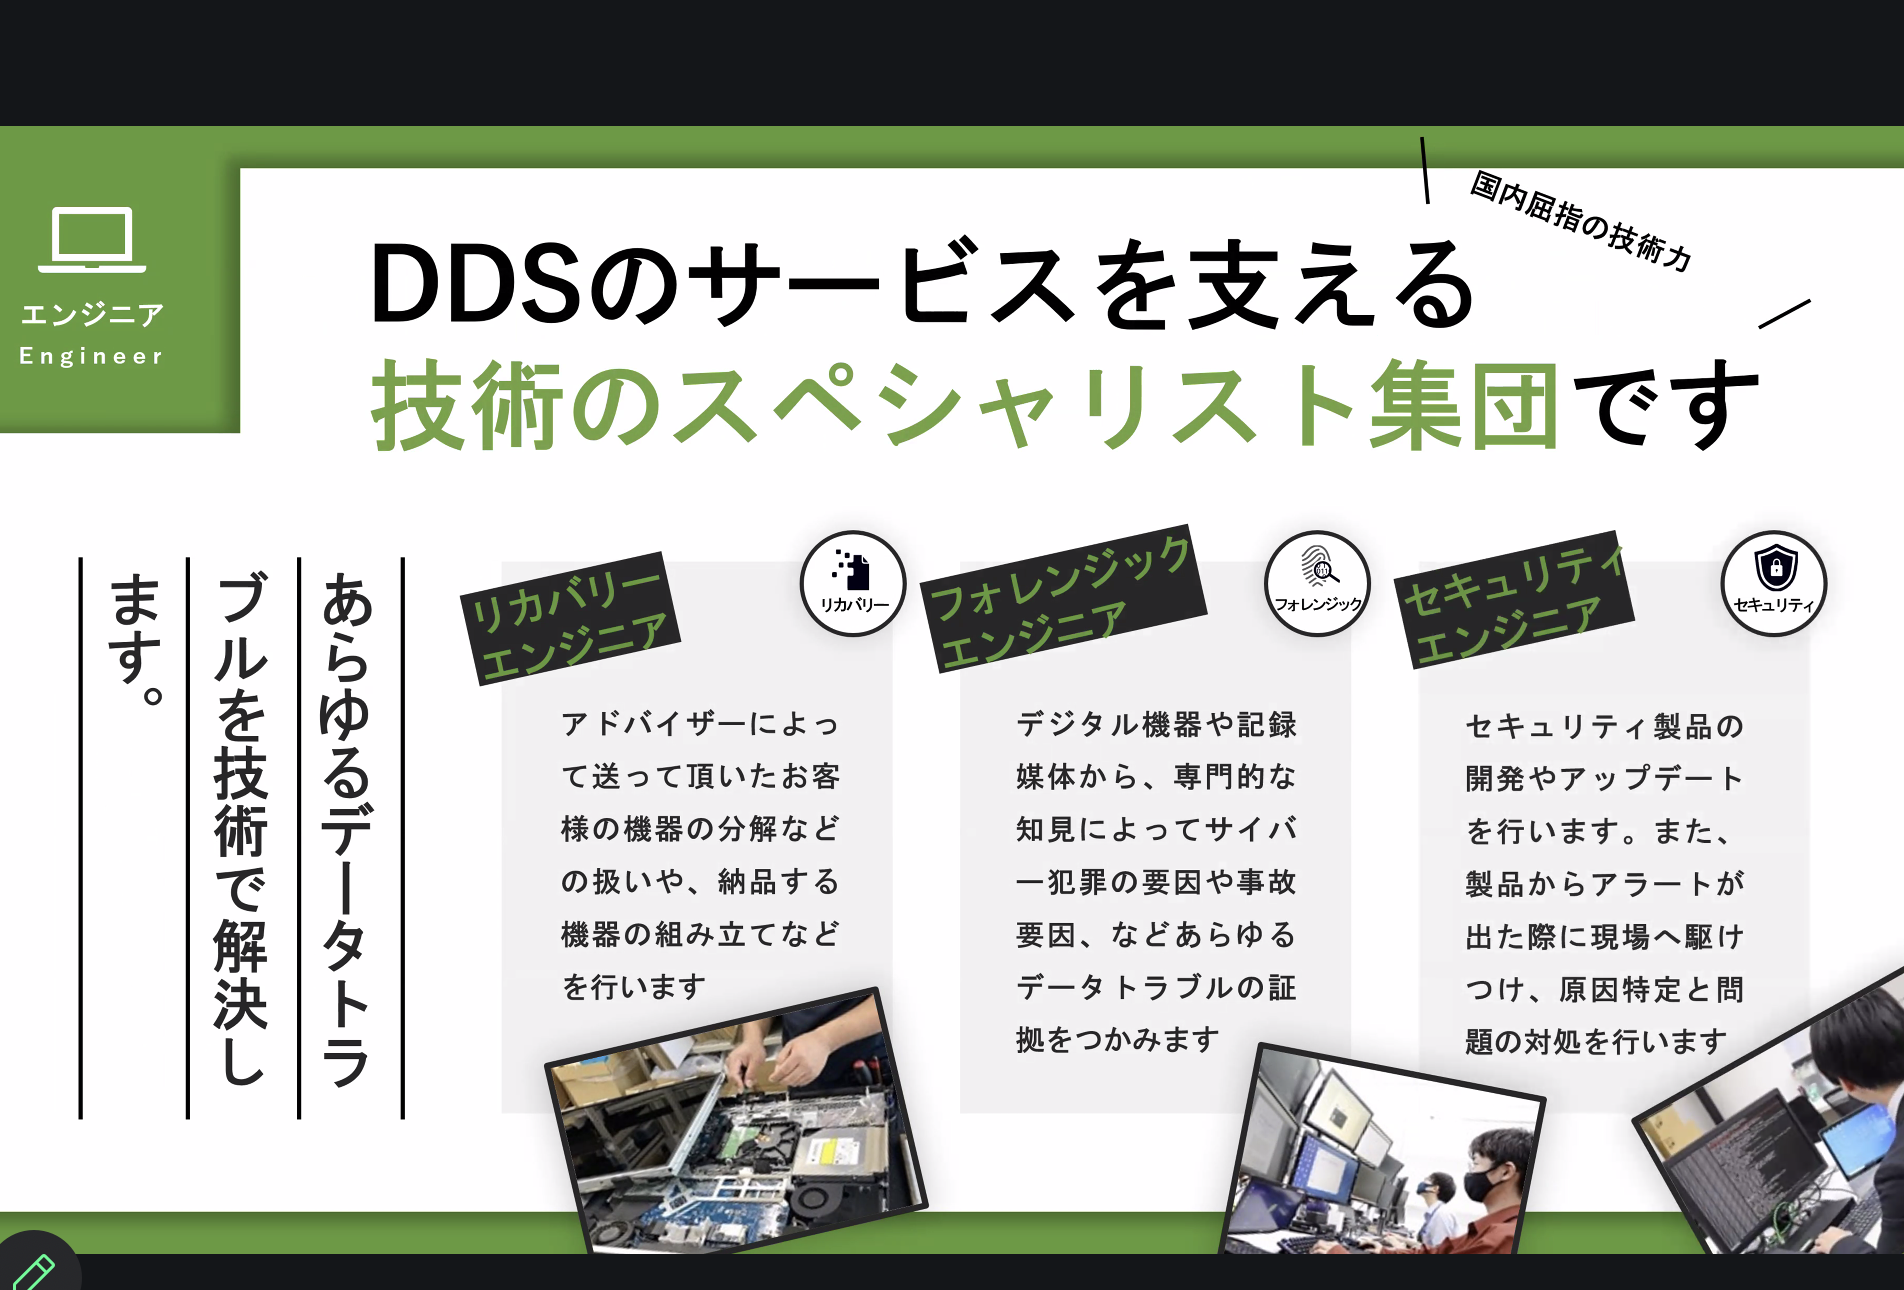 エンジニア
Engineer
国内屈指の技術力
DDSのサービスを支える
技術のスペシャリスト集団です
あらゆるデータトラ
ブルを技術で解決し
ます。
リカバリー
エンジニア
リカバリー
アドバイザーによっ
て送って頂いたお客
様の機器の分解など
の扱いや、納品する
機器の組み立てなど
を行います
フォレンジック
エンジニア
フォレンジック
デジタル機器や記録
媒体から、専門的な
知見によってサイバ
ー犯罪の要因や事故
要因、などあらゆる
データトラブルの証
拠をつかみます
セキュリティ
エンジニア
セキュリティ
セキュリティ製品の
開発やアップデート
を行います。また、
製品からアラートが
出た際に現場へ駆け
つけ、原因特定と問
題の対処を行います